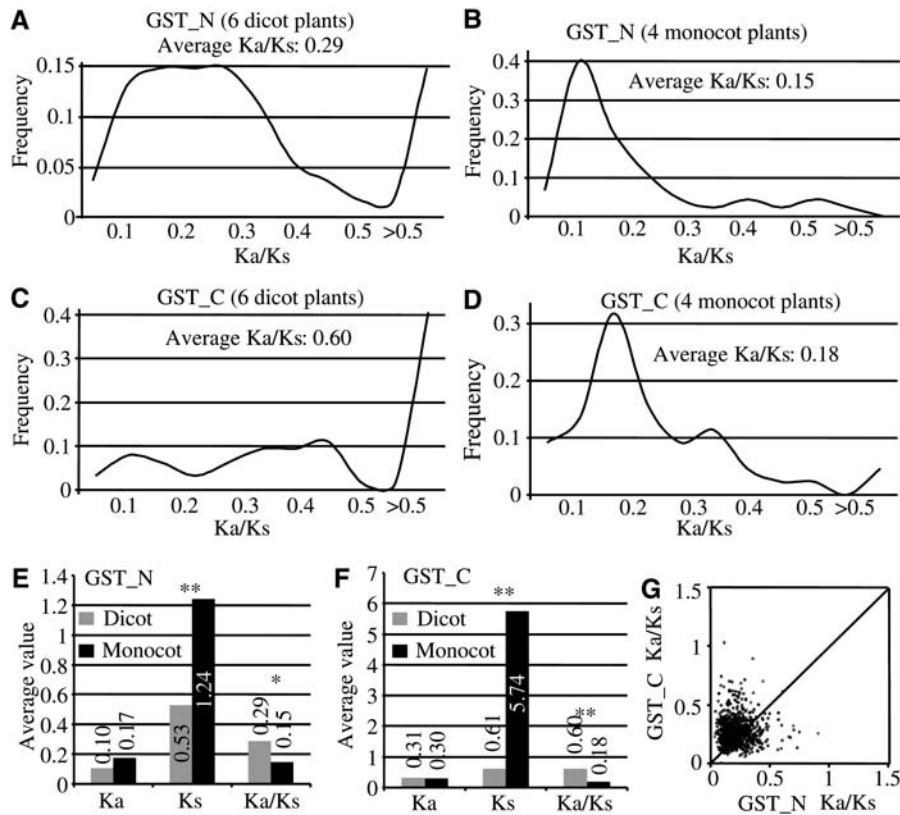 A
GST_N (6 dicot plants)
Average Ka/Ks: 0.29
Frequency
0.15
0.1
0.05
0
0.1 0.2 0.3 0.4 0.5 >0.5
Ka/Ks
B
GST_N (4 monocot plants)
Average Ka/Ks: 0.15
Frequency
0.4
0.3
0.2
0.1
0
0.1 0.2 0.3 0.4 0.5 >0.5
Ka/Ks
C
GST_C (6 dicot plants)
Average Ka/Ks: 0.60
Frequency
0.4
0.3
0.2
0.1
0
0.1 0.2 0.3 0.4 0.5 >0.5
Ka/Ks
D
GST_C (4 monocot plants)
Average Ka/Ks: 0.18
Frequency
0.3
0.2
0.1
0
0.1 0.2 0.3 0.4 0.5 >0.5
Ka/Ks
E
GST_N
Average value
1.4
1.2
1
0.8
0.6
0.4
0.2
0
Dicot
Monocot
**
*
0.10 0.17 0.53 1.24 0.29 0.15
Ka Ks Ka/Ks
F
GST_C
Average value
7
6
5
4
3
2
1
0
Dicot
Monocot
**
**
0.31 0.30 0.61 5.74 0.60 0.18
Ka Ks Ka/Ks
G
GST_C Ka/Ks
1.5
1
0.5
0
0 0.5 1 1.5
GST_N Ka/Ks